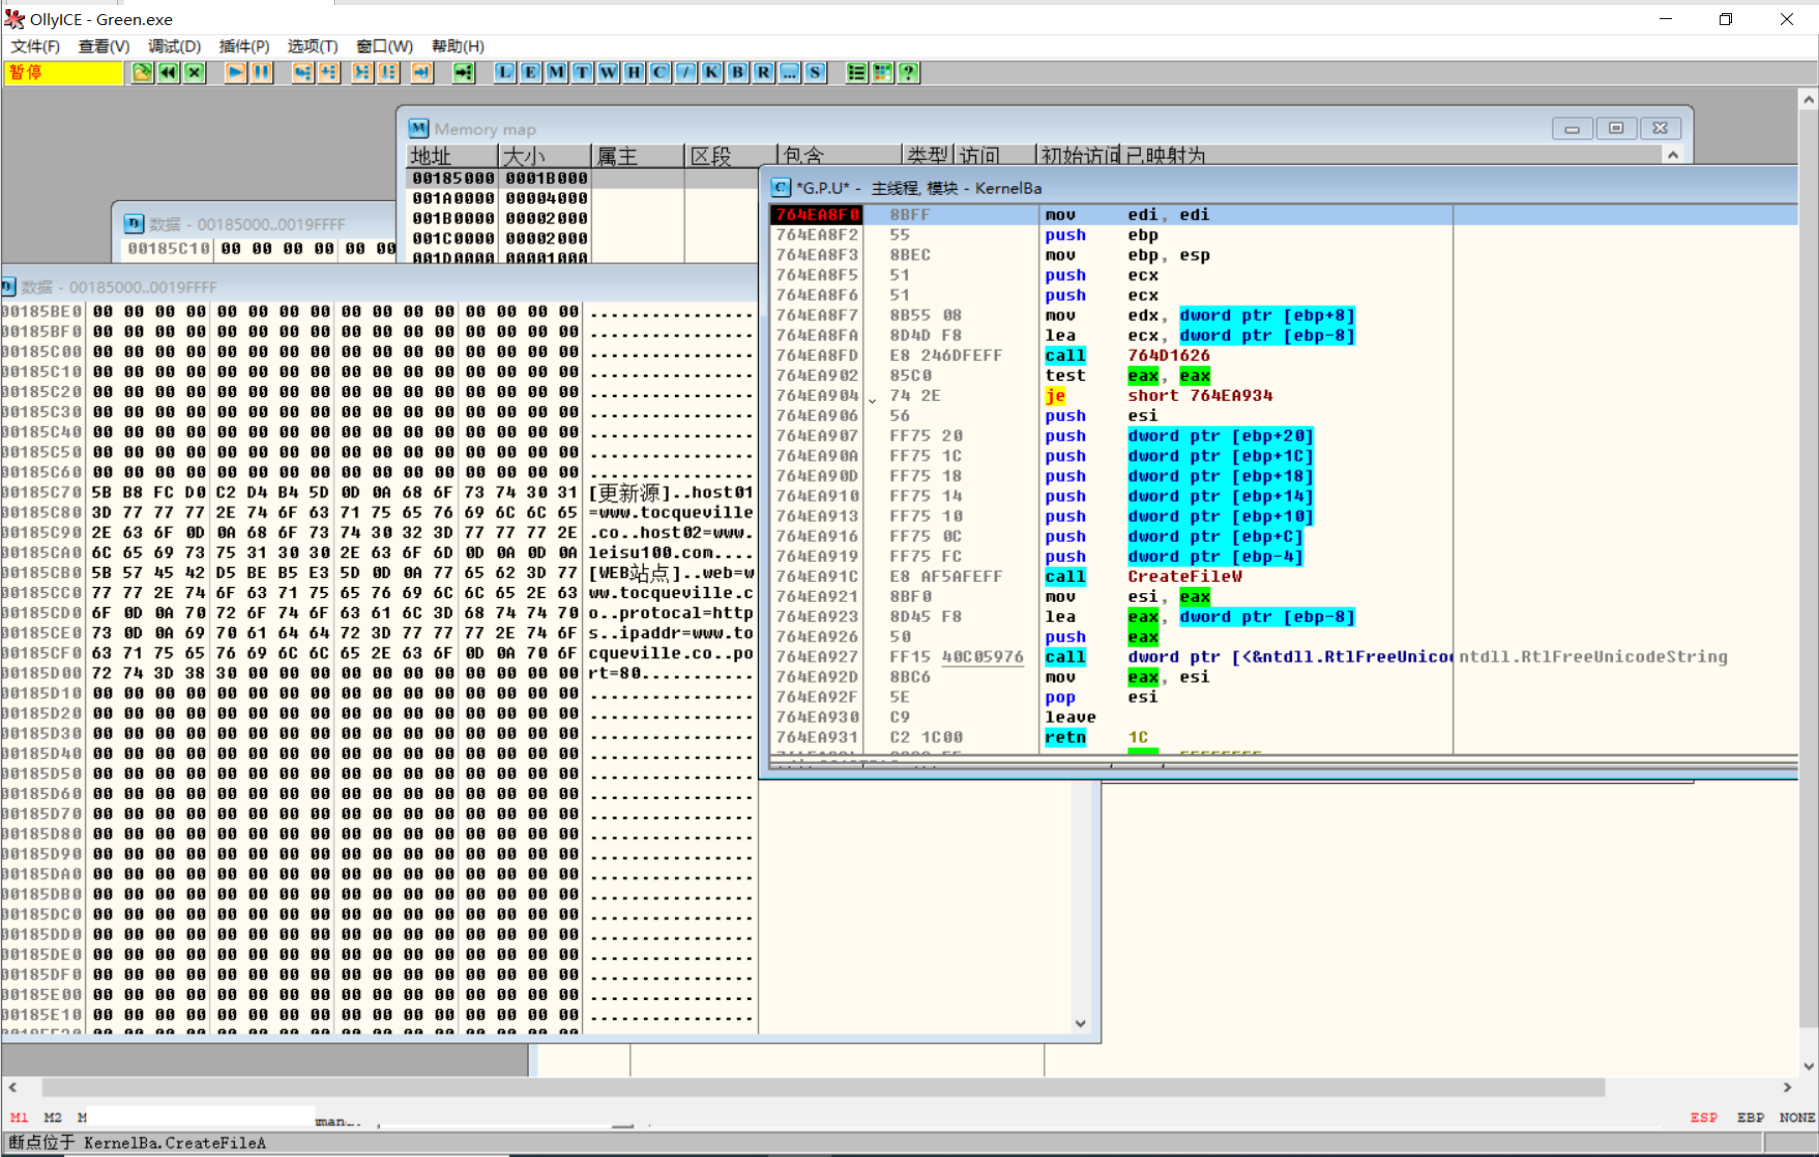 OllyICE - Green.exe
文件(F) 查看(V) 调试(D) 插件(P) 选项(T) 窗口(W) 帮助(H)
暂停
L E M T W H C / K B R ... S
Memory map
地址 大小 属主 区段 包含 类型 访问 初始访问 已映射为
00185000 0001B000
001A0000 00004000
001B0000 00002000
001C0000 00002000
001D0000 00001000
数据 - 00185000..0019FFFF
00185C10 00 00 00 00 00 00
*G.P.U* - 主线程, 模块 - KernelBa
764EA8F0 8BFF mov edi, edi
764EA8F2 55 push ebp
764EA8F3 8BEC mov ebp, esp
764EA8F5 51 push ecx
764EA8F6 51 push ecx
764EA8F7 8B55 08 mov edx, dword ptr [ebp+8]
764EA8FA 8D4D F8 lea ecx, dword ptr [ebp-8]
764EA8FD E8 246DFEFF call 764D1626
764EA902 85C0 test eax, eax
764EA904 74 2E je short 764EA934
764EA906 56 push esi
764EA907 FF75 20 push dword ptr [ebp+20]
764EA90A FF75 1C push dword ptr [ebp+1C]
764EA90D FF75 18 push dword ptr [ebp+18]
764EA910 FF75 14 push dword ptr [ebp+14]
764EA913 FF75 10 push dword ptr [ebp+10]
764EA916 FF75 0C push dword ptr [ebp+C]
764EA919 FF75 FC push dword ptr [ebp-4]
764EA91C E8 AF5AFEFF call CreateFileW
764EA921 8BF0 mov esi, eax
764EA923 8D45 F8 lea eax, dword ptr [ebp-8]
764EA926 50 push eax
764EA927 FF15 40C05976 call dword ptr [<&ntdll.RtlFreeUnico ntdll.RtlFreeUnicodeString
764EA92D 8BC6 mov eax, esi
764EA92F 5E pop esi
764EA930 C9 leave
764EA931 C2 1C00 retn 1C
数据 - 00185000..0019FFFF
00185BE0 00 00 00 00 00 00 00 00 00 00 00 00 00 00 00 00 ................
00185BF0 00 00 00 00 00 00 00 00 00 00 00 00 00 00 00 00 ................
00185C00 00 00 00 00 00 00 00 00 00 00 00 00 00 00 00 00 ................
00185C10 00 00 00 00 00 00 00 00 00 00 00 00 00 00 00 00 ................
00185C20 00 00 00 00 00 00 00 00 00 00 00 00 00 00 00 00 ................
00185C30 00 00 00 00 00 00 00 00 00 00 00 00 00 00 00 00 ................
00185C40 00 00 00 00 00 00 00 00 00 00 00 00 00 00 00 00 ................
00185C50 00 00 00 00 00 00 00 00 00 00 00 00 00 00 00 00 ................
00185C60 00 00 00 00 00 00 00 00 00 00 00 00 00 00 00 00 ................
00185C70 5B B8 FC D0 C2 D4 B4 5D 0D 0A 68 6F 73 74 30 31 [更新源]..host01
00185C80 3D 77 77 77 2E 74 6F 63 71 75 65 76 69 6C 6C 65 =www.tocqueville
00185C90 2E 63 6F 0D 0A 68 6F 73 74 30 32 3D 77 77 77 2E .co..host02=www.
00185CA0 6C 65 69 73 75 31 30 30 2E 63 6F 6D 0D 0A 0D 0A leisu100.com....
00185CB0 5B 57 45 42 D5 BE B5 E3 5D 0D 0A 77 65 62 3D 77 [WEB站点]..web=w
00185CC0 77 77 2E 74 6F 63 71 75 65 76 69 6C 6C 65 2E 63 ww.tocqueville.c
00185CD0 6F 0D 0A 70 72 6F 74 6F 63 61 6C 3D 68 74 74 70 o..protocal=http
00185CE0 73 0D 0A 69 70 61 64 64 72 3D 77 77 77 2E 74 6F s..ipaddr=www.to
00185CF0 63 71 75 65 76 69 6C 6C 65 2E 63 6F 0D 0A 70 6F cqueville.co..po
00185D00 72 74 3D 38 30 00 00 00 00 00 00 00 00 00 00 00 rt=80...........
00185D10 00 00 00 00 00 00 00 00 00 00 00 00 00 00 00 00 ................
00185D20 00 00 00 00 00 00 00 00 00 00 00 00 00 00 00 00 ................
00185D30 00 00 00 00 00 00 00 00 00 00 00 00 00 00 00 00 ................
00185D40 00 00 00 00 00 00 00 00 00 00 00 00 00 00 00 00 ................
00185D50 00 00 00 00 00 00 00 00 00 00 00 00 00 00 00 00 ................
00185D60 00 00 00 00 00 00 00 00 00 00 00 00 00 00 00 00 ................
00185D70 00 00 00 00 00 00 00 00 00 00 00 00 00 00 00 00 ................
00185D80 00 00 00 00 00 00 00 00 00 00 00 00 00 00 00 00 ................
00185D90 00 00 00 00 00 00 00 00 00 00 00 00 00 00 00 00 ................
00185DA0 00 00 00 00 00 00 00 00 00 00 00 00 00 00 00 00 ................
00185DB0 00 00 00 00 00 00 00 00 00 00 00 00 00 00 00 00 ................
00185DC0 00 00 00 00 00 00 00 00 00 00 00 00 00 00 00 00 ................
00185DD0 00 00 00 00 00 00 00 00 00 00 00 00 00 00 00 00 ................
00185DE0 00 00 00 00 00 00 00 00 00 00 00 00 00 00 00 00 ................
00185DF0 00 00 00 00 00 00 00 00 00 00 00 00 00 00 00 00 ................
00185E00 00 00 00 00 00 00 00 00 00 00 00 00 00 00 00 00 ................
00185E10 00 00 00 00 00 00 00 00 00 00 00 00 00 00 00 00 ................
M1 M2 ESP EBP NONE
断点位于 KernelBa.CreateFileA